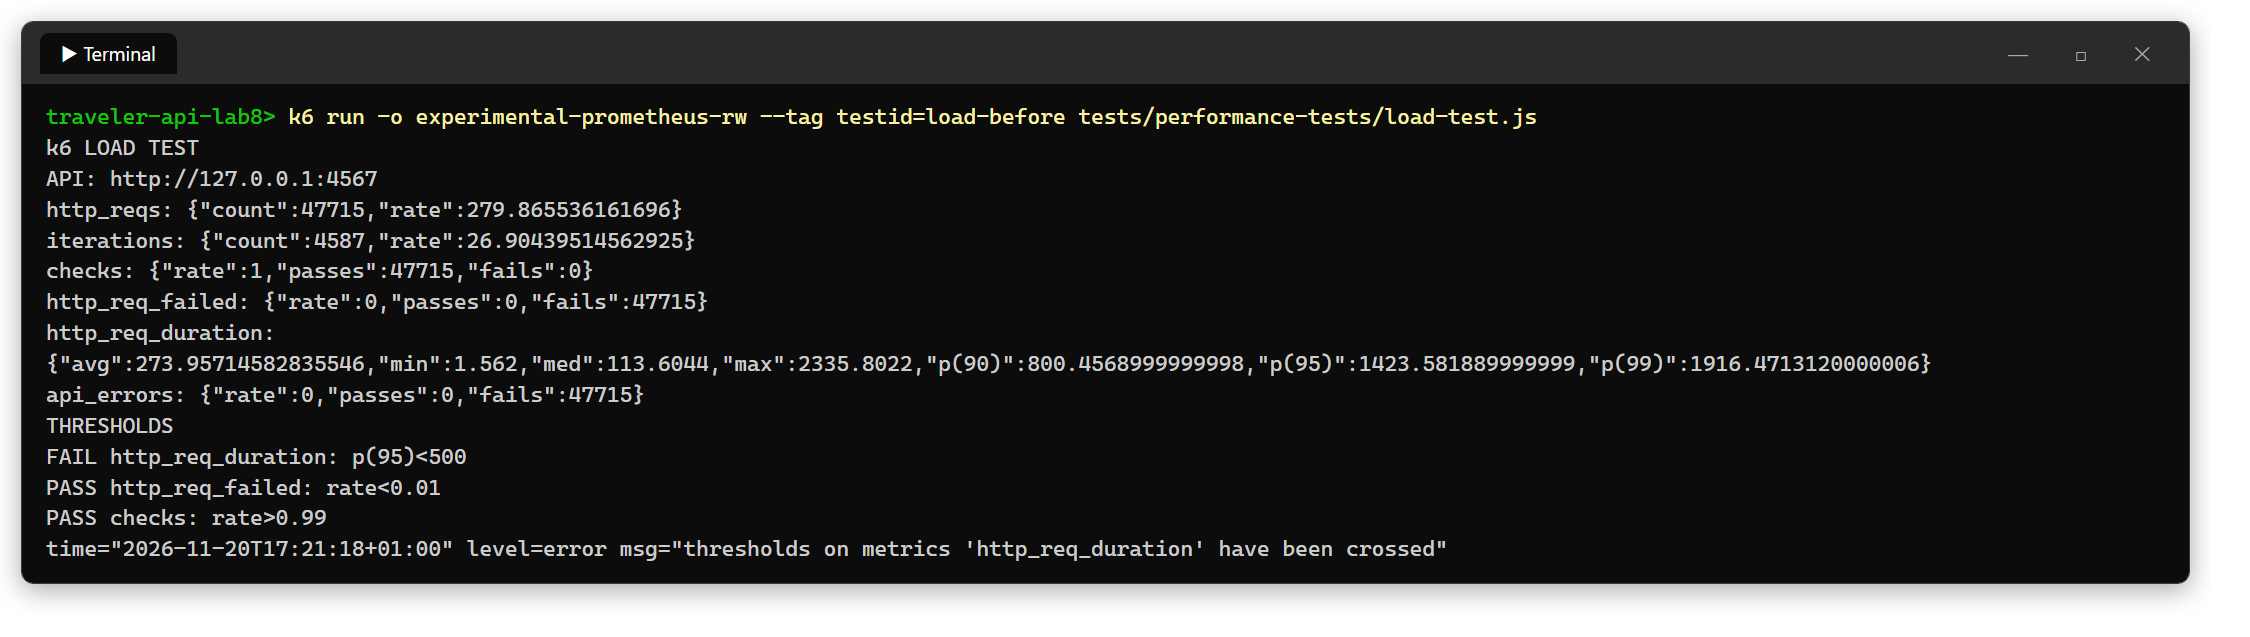 ▶ Terminal
traveler-api-lab8> k6 run -o experimental-prometheus-rw --tag testid=load-before tests/performance-tests/load-test.js
k6 LOAD TEST
API: http://127.0.0.1:4567
http_reqs: {"count":47715,"rate":279.865536161696}
iterations: {"count":4587,"rate":26.90439514562925}
checks: {"rate":1,"passes":47715,"fails":0}
http_req_failed: {"rate":0,"passes":0,"fails":47715}
http_req_duration:
{"avg":273.95714582835546,"min":1.562,"med":113.6044,"max":2335.8022,"p(90)":800.4568999999998,"p(95)":1423.581889999999,"p(99)":1916.4713120000006}
api_errors: {"rate":0,"passes":0,"fails":47715}
THRESHOLDS
FAIL http_req_duration: p(95)<500
PASS http_req_failed: rate<0.01
PASS checks: rate>0.99
time="2026-11-20T17:21:18+01:00" level=error msg="thresholds on metrics 'http_req_duration' have been crossed"